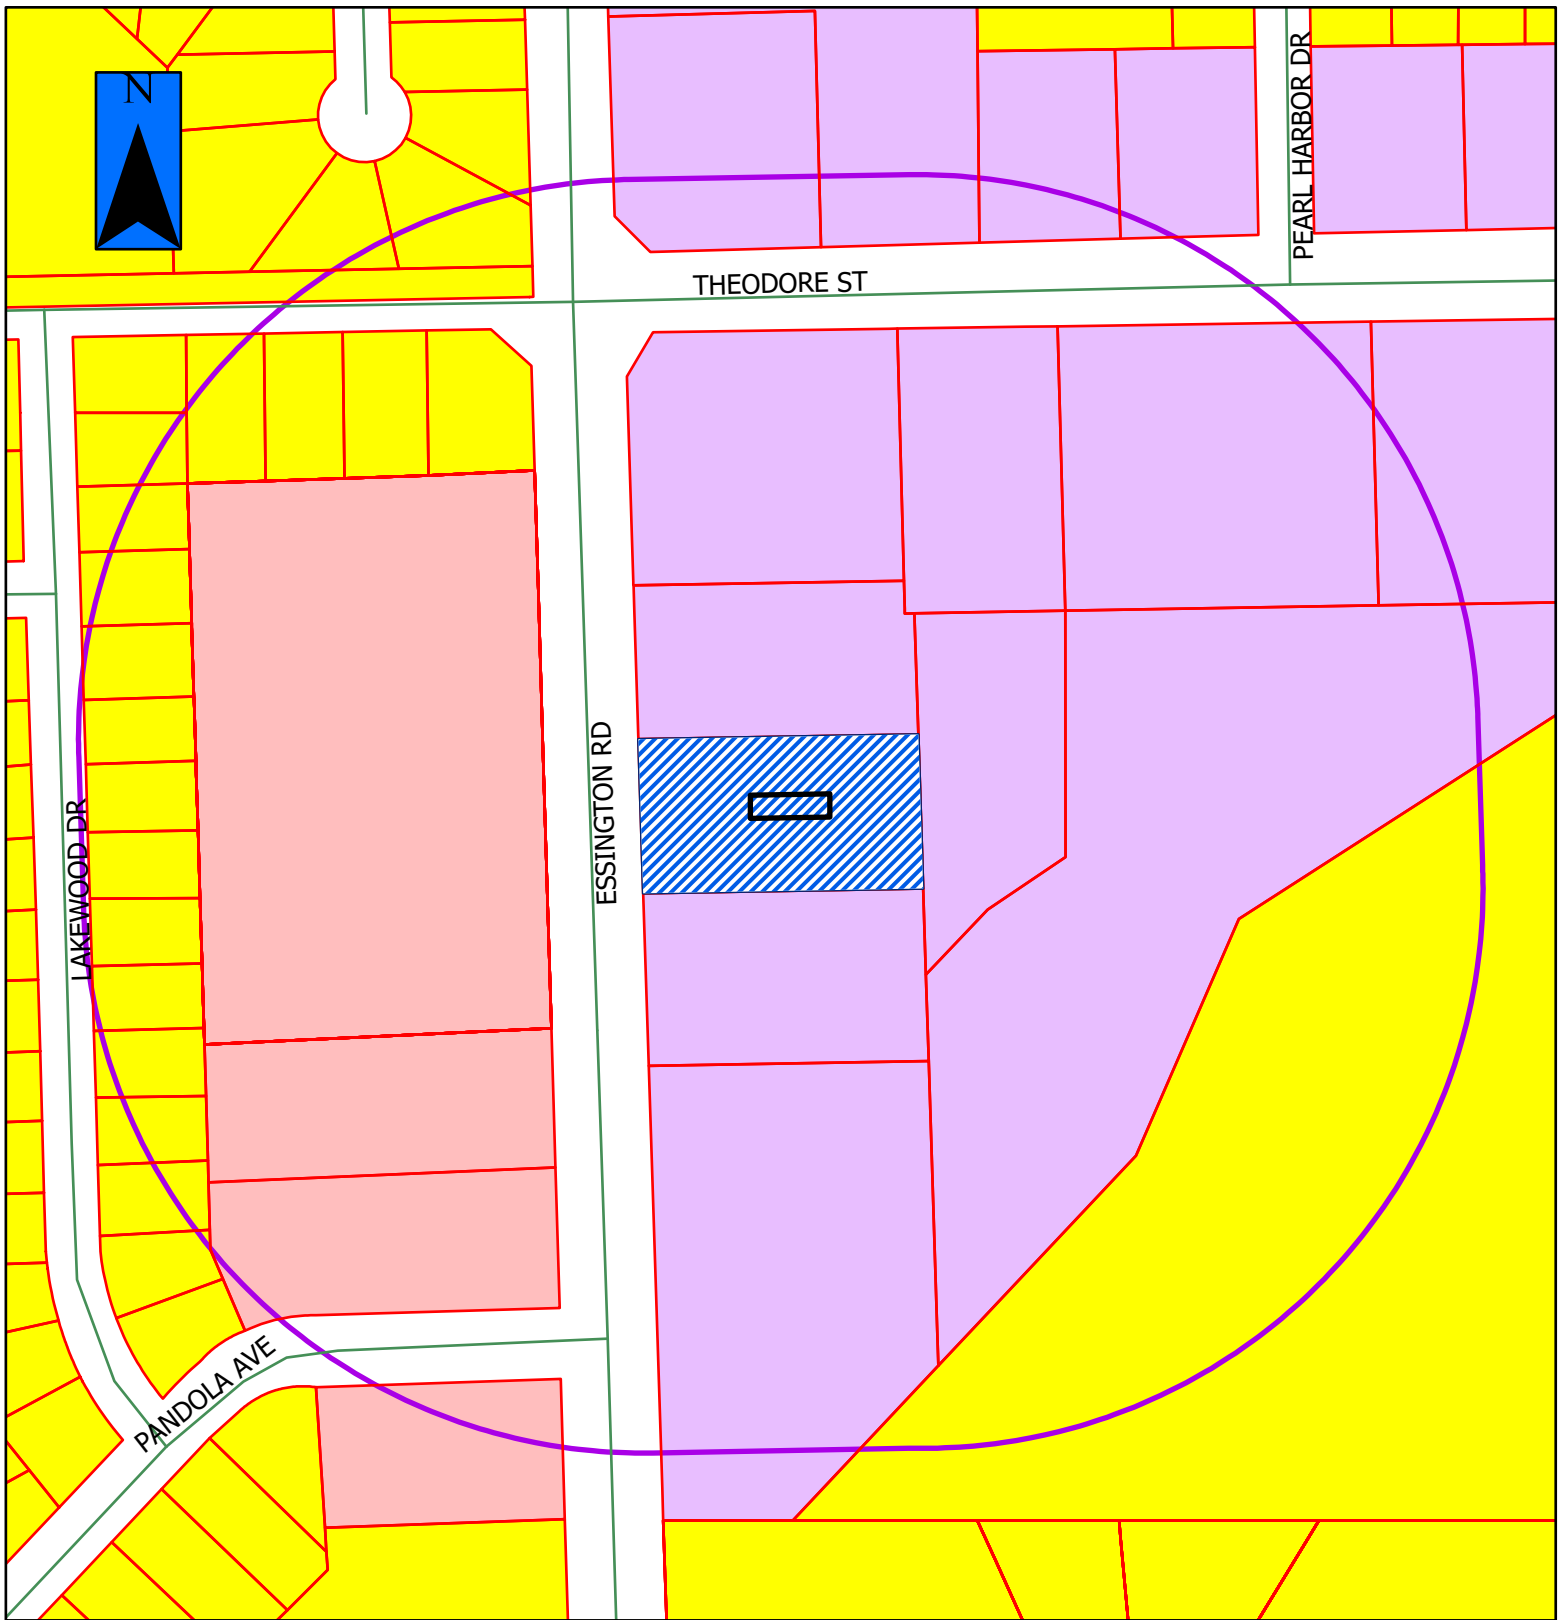 N
PEARL HARBOR DR
THEODORE ST
ESSINGTON RD
LAKEWOOD DR
PANDOLA AVE